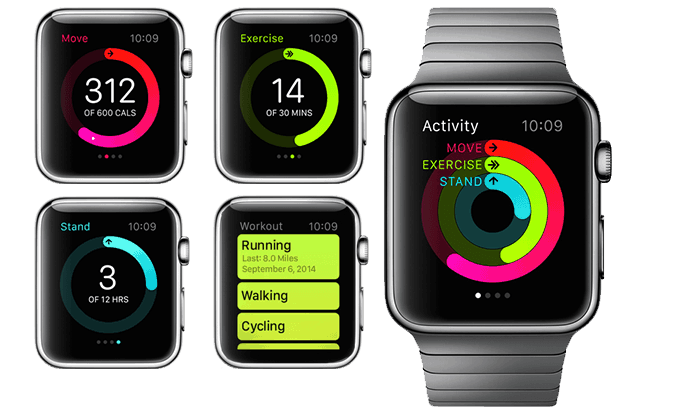 Move 10:09
312
OF 600 CALS
Exercise 10:09
14
OF 30 MINS
Stand 10:09
3
OF 12 HRS
Workout 10:09
Running
Last: 8.0 Miles
September 6, 2014
Walking
Cycling
Activity 10:09
MOVE
EXERCISE
STAND